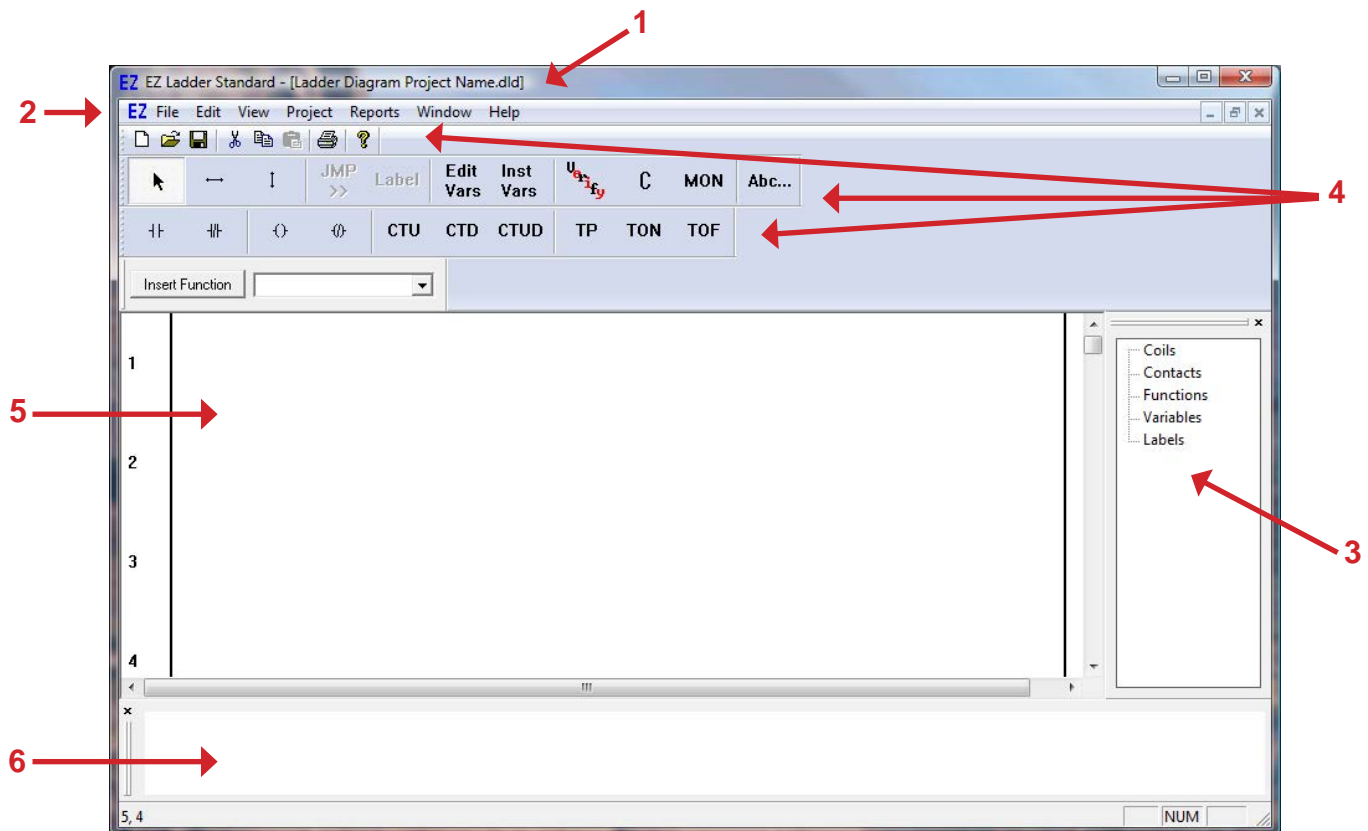 1
EZ EZ Ladder Standard - [Ladder Diagram Project Name.dld]
2
EZ File Edit View Project Reports Window Help
JMP >> Label Edit Vars Inst Vars Verify C MON Abc...
4
CTU CTD CTUD TP TON TOF
Insert Function
1
Coils
Contacts
Functions
Variables
Labels
5
2
3
3
4
6
5, 4 NUM